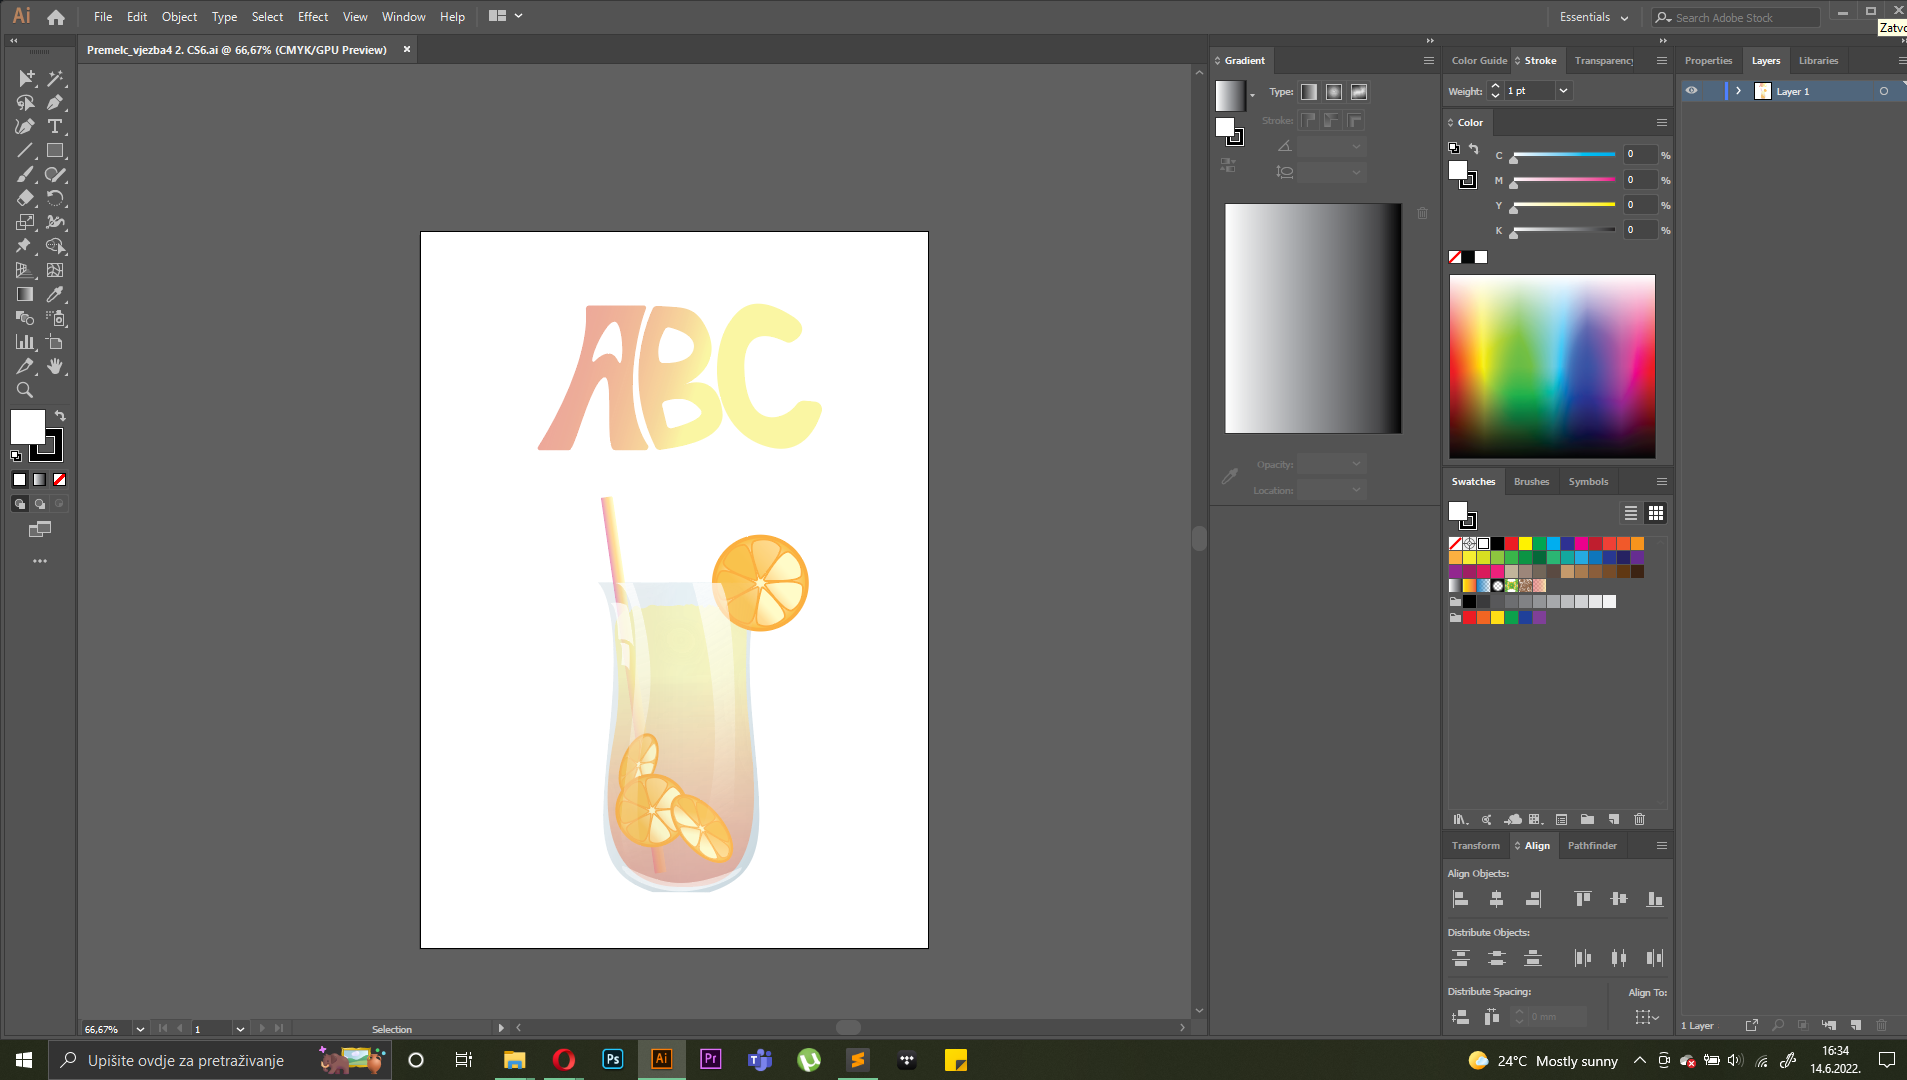 Ai File Edit Object Type Select Effect View Window Help Essentials Search Adobe Stock
Zatvo
Premelc_vjezba4 2. CS6.ai @ 66,67% (CMYK/GPU Preview) ×
Gradient
Type:
Stroke:
Opacity:
Location:
Color Guide Stroke Transparency
Weight: 1 pt
Color
C 0 %
M 0 %
Y 0 %
K 0 %
Swatches Brushes Symbols
Transform Align Pathfinder
Align Objects:
Distribute Objects:
Distribute Spacing: Align To:
0 mm
Properties Layers Libraries
Layer 1
1 Layer
ABC
66,67% 1 Selection
Upišite ovdje za pretraživanje
Ps Ai Pr
24°C Mostly sunny
16:34
14.6.2022.